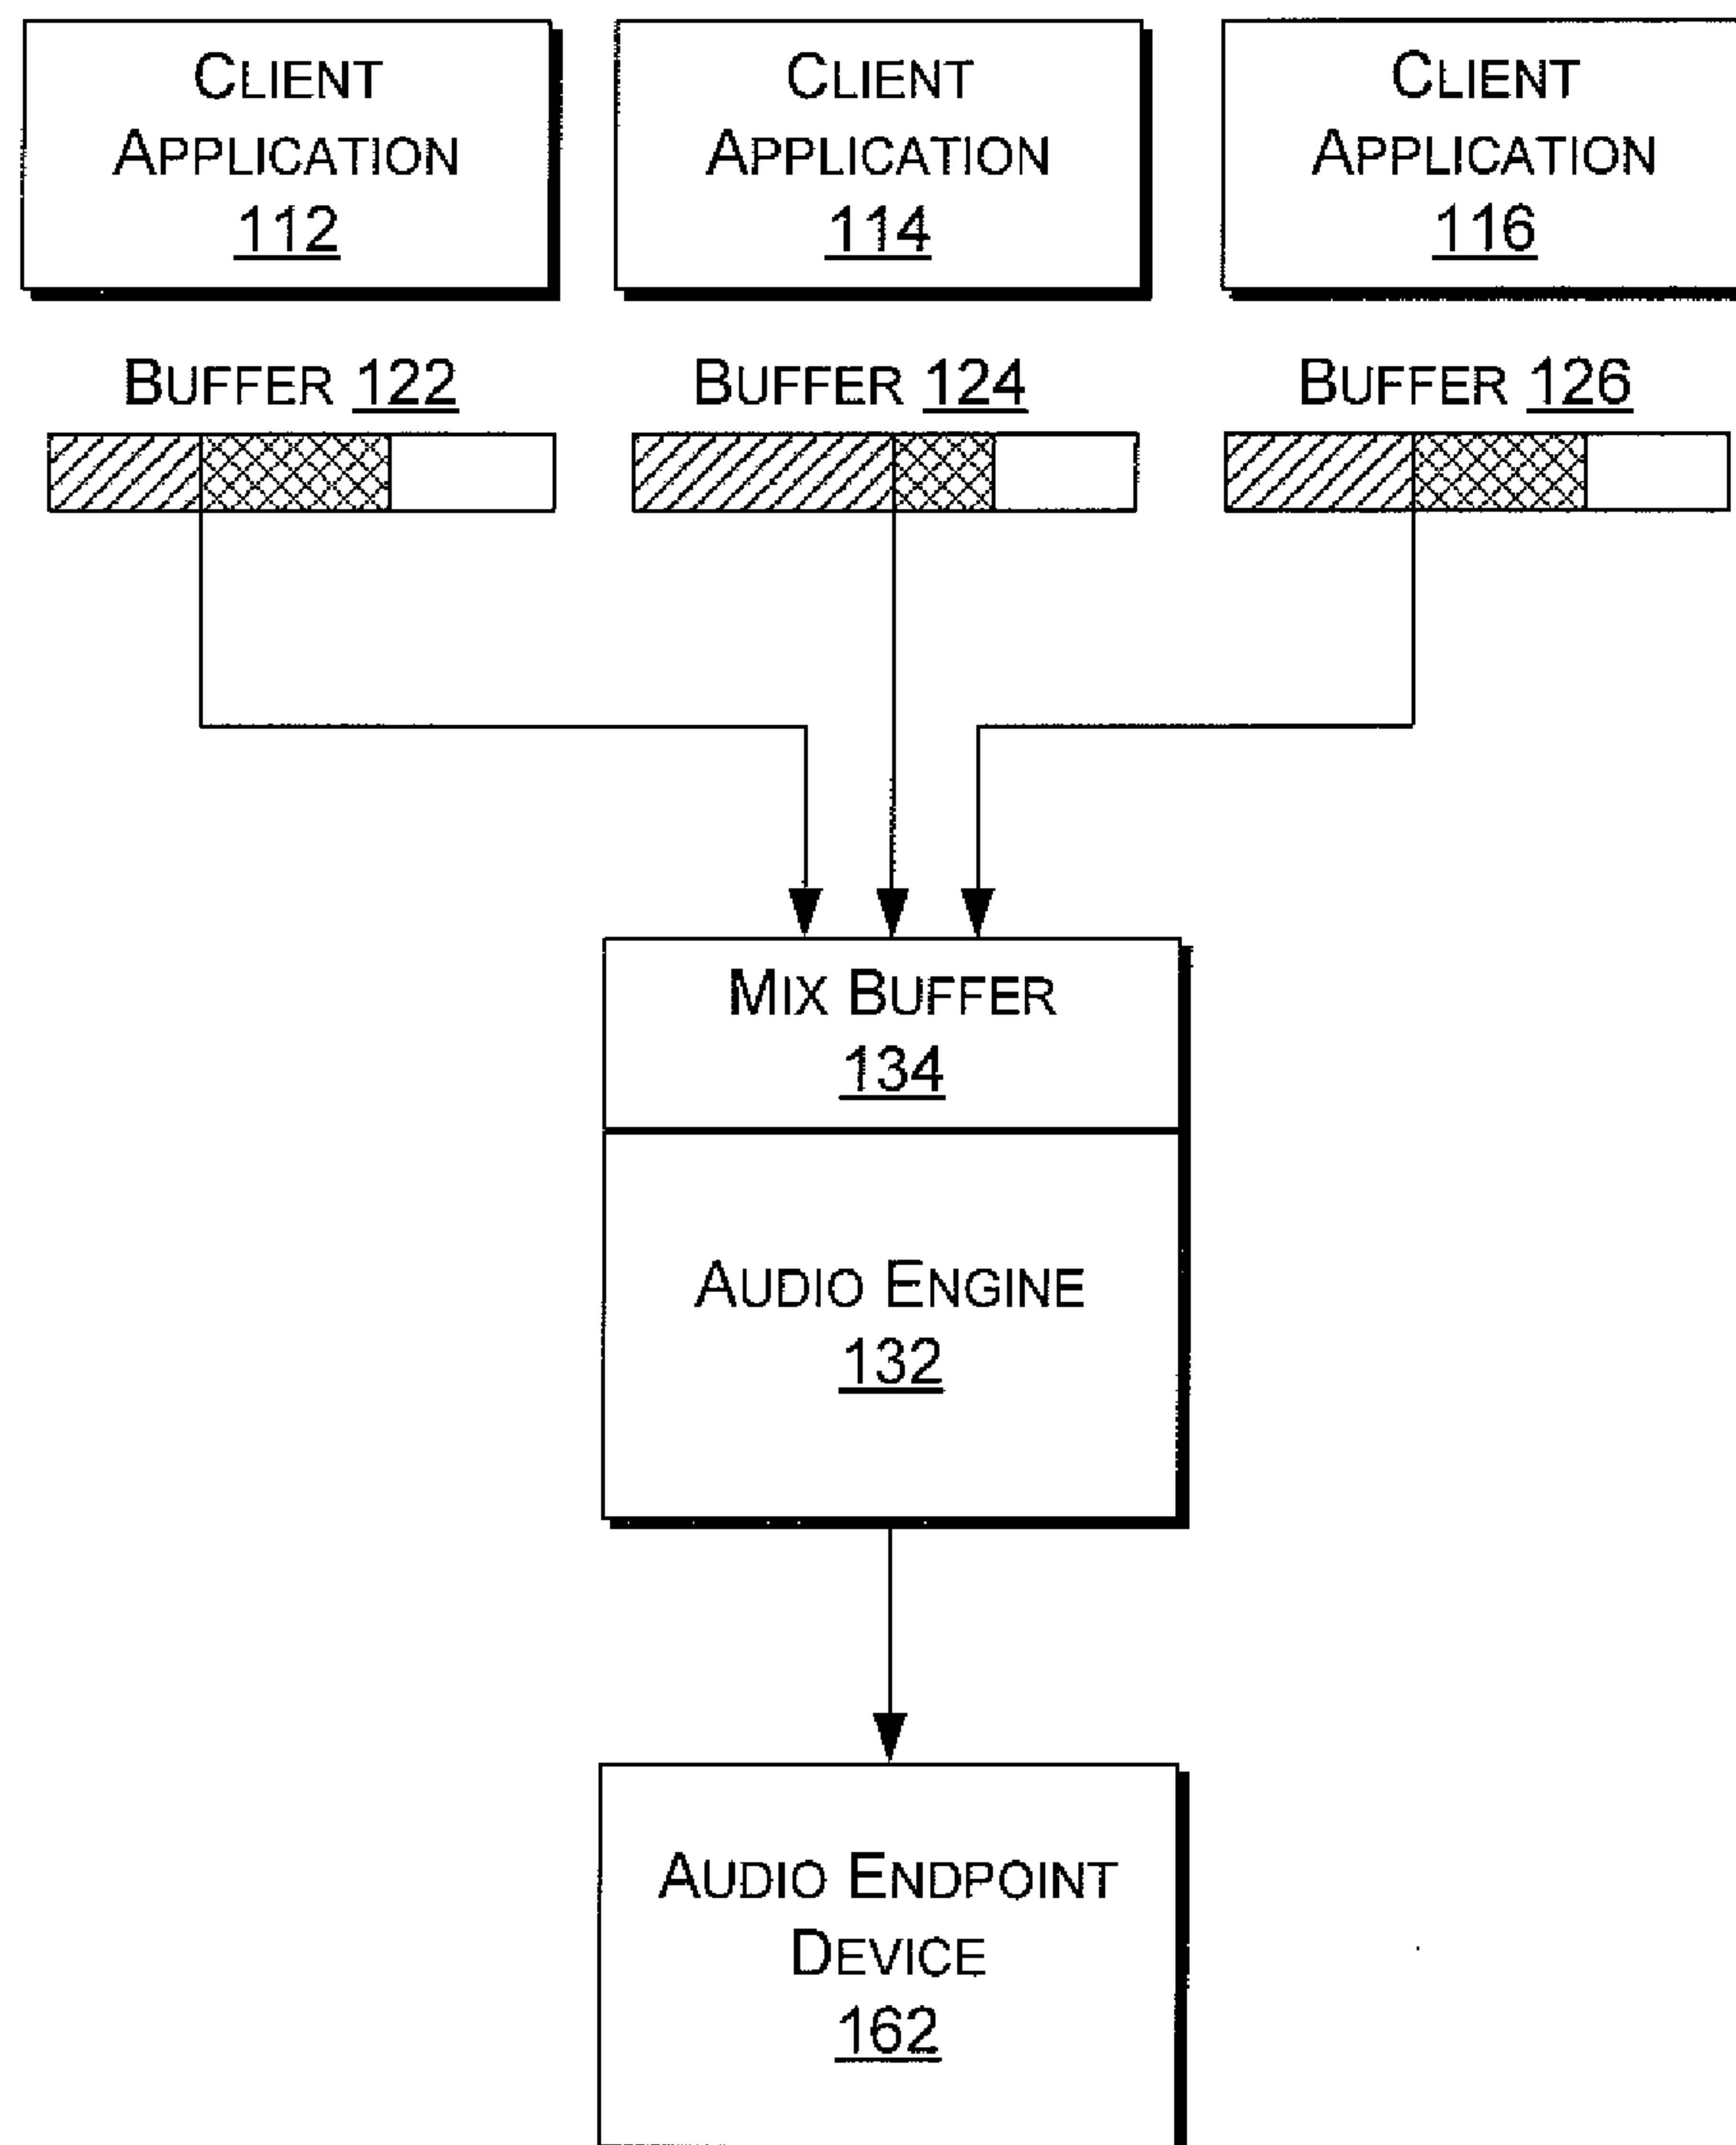 CLIENT CLIENT CLIENT
APPLICATION APPLICATION APPLICATION
112 114 116
BUFFER 122 BUFFER 124 BUFFER 126
MIX BUFFER
134
AUDIO ENGINE
132
AUDIO ENDPOINT
DEVICE
162